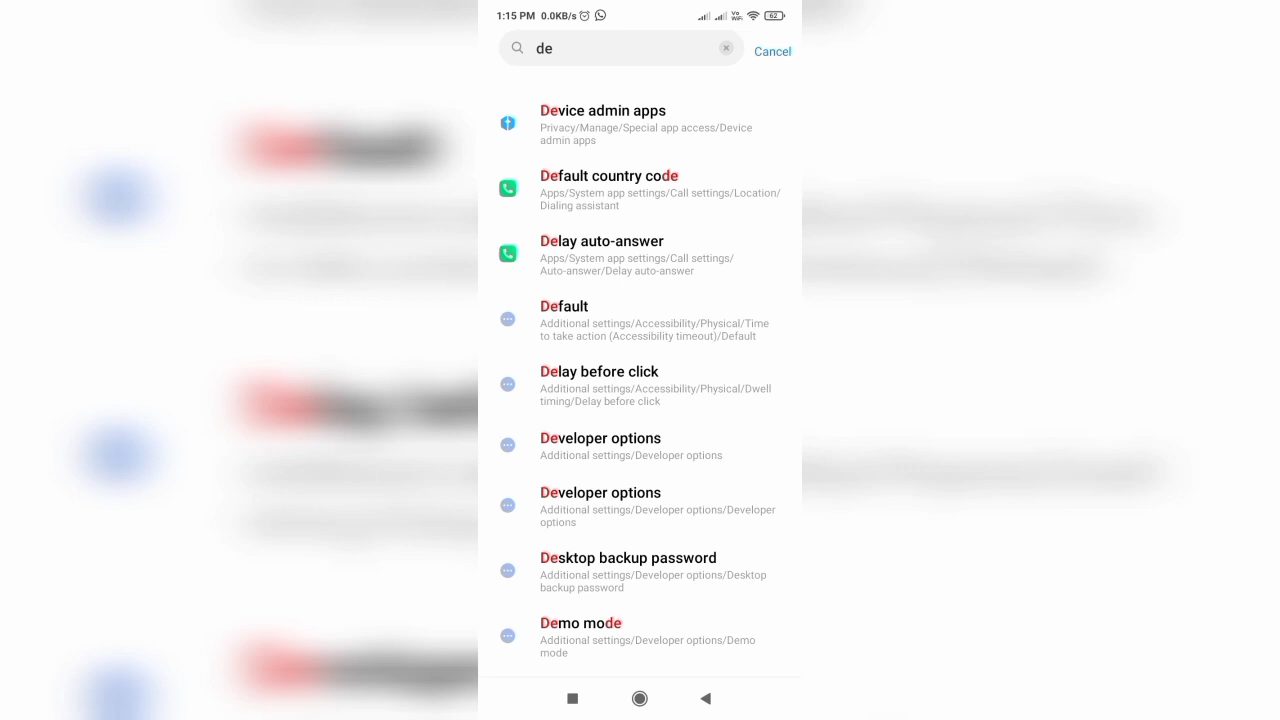 1:15 PM 0.0KB/s Vo WiFi 62
de
Cancel
Device admin apps
Privacy/Manage/Special app access/Device
admin apps
Default country code
Apps/System app settings/Call settings/Location/
Dialing assistant
Delay auto-answer
Apps/System app settings/Call settings/
Auto-answer/Delay auto-answer
Default
Additional settings/Accessibility/Physical/Time
to take action (Accessibility timeout)/Default
Delay before click
Additional settings/Accessibility/Physical/Dwell
timing/Delay before click
Developer options
Additional settings/Developer options
Developer options
Additional settings/Developer options/Developer
options
Desktop backup password
Additional settings/Developer options/Desktop
backup password
Demo mode
Additional settings/Developer options/Demo
mode